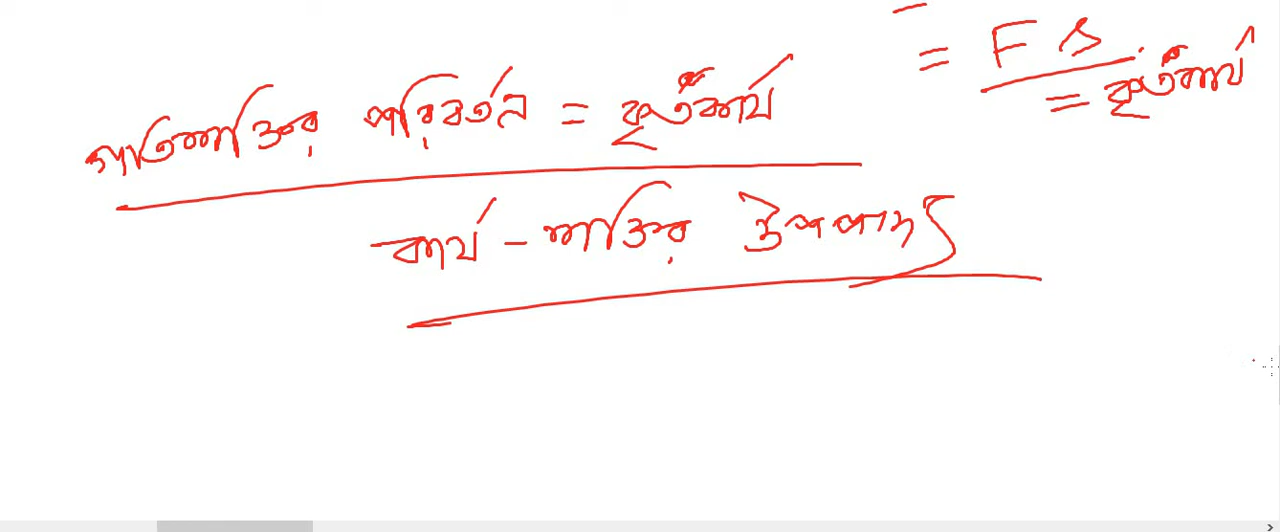 = F s
= কৃতকার্য
গতিশক্তির পরিবর্তন = কৃতকার্য
কার্য - শক্তির উপপাদ্য